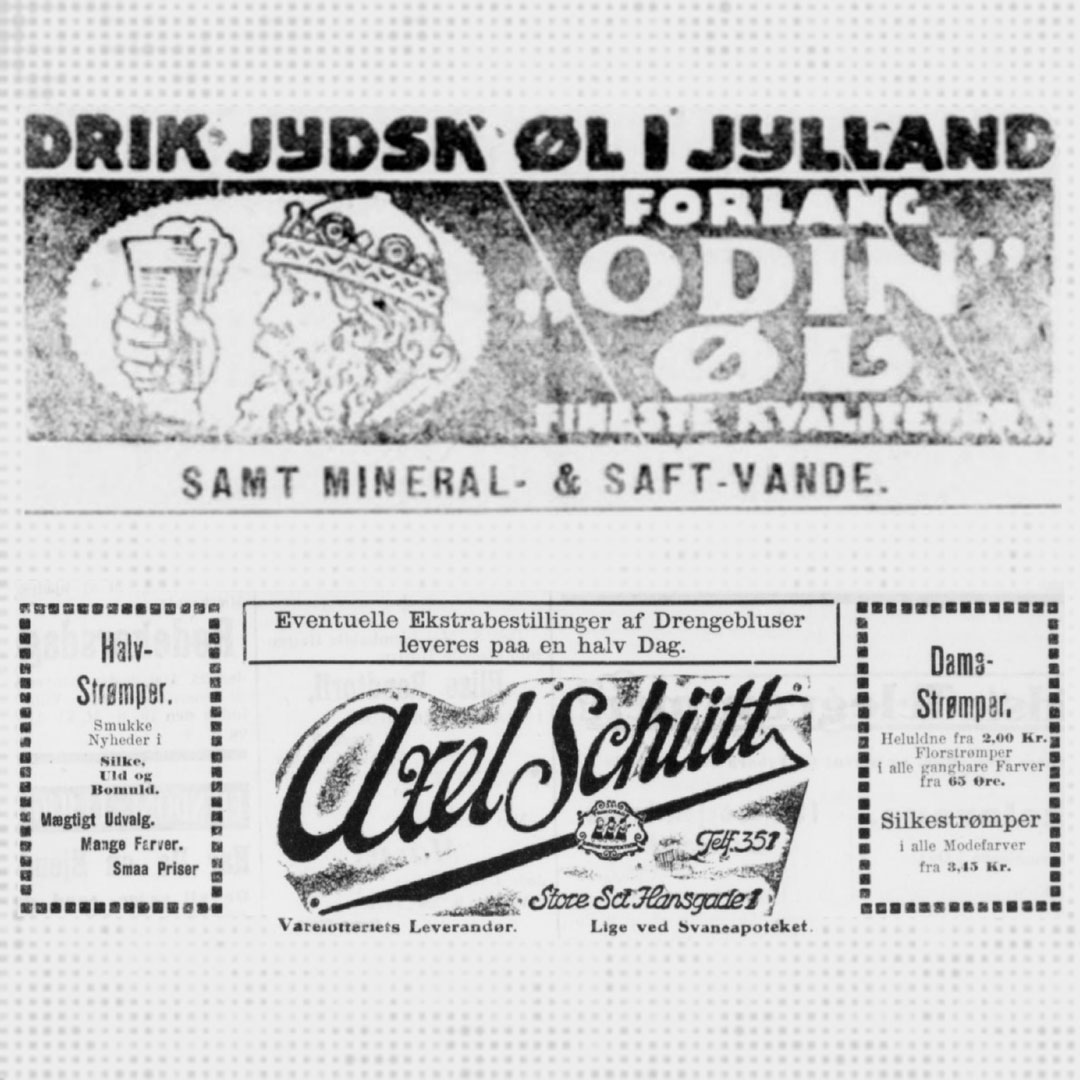 DRIK JYDSK ØL I JYLLAND
FORLANG
„ODIN”
ØL
FINASTE KVALITETER.
SAMT MINERAL- & SAFT-VANDE.
Halv-
Strømper.
Smukke
Nyheder i
Silke,
Uld og
Bomuld.
Mægtigt Udvalg.
Mange Farver.
Smaa Priser
Eventuelle Ekstrabestillinger af Drengebluser
leveres paa en halv Dag.
Axel Schütt
Telf. 351
Store Sct Hansgade 1
Varelotteriets Leverandør. Lige ved Svaneapoteket.
Dame-
Strømper.
Heluldne fra 2,00 Kr.
Florstrømper
i alle gangbare Farver
fra 65 Øre.
Silkestrømper
i alle Modefarver
fra 3,45 Kr.